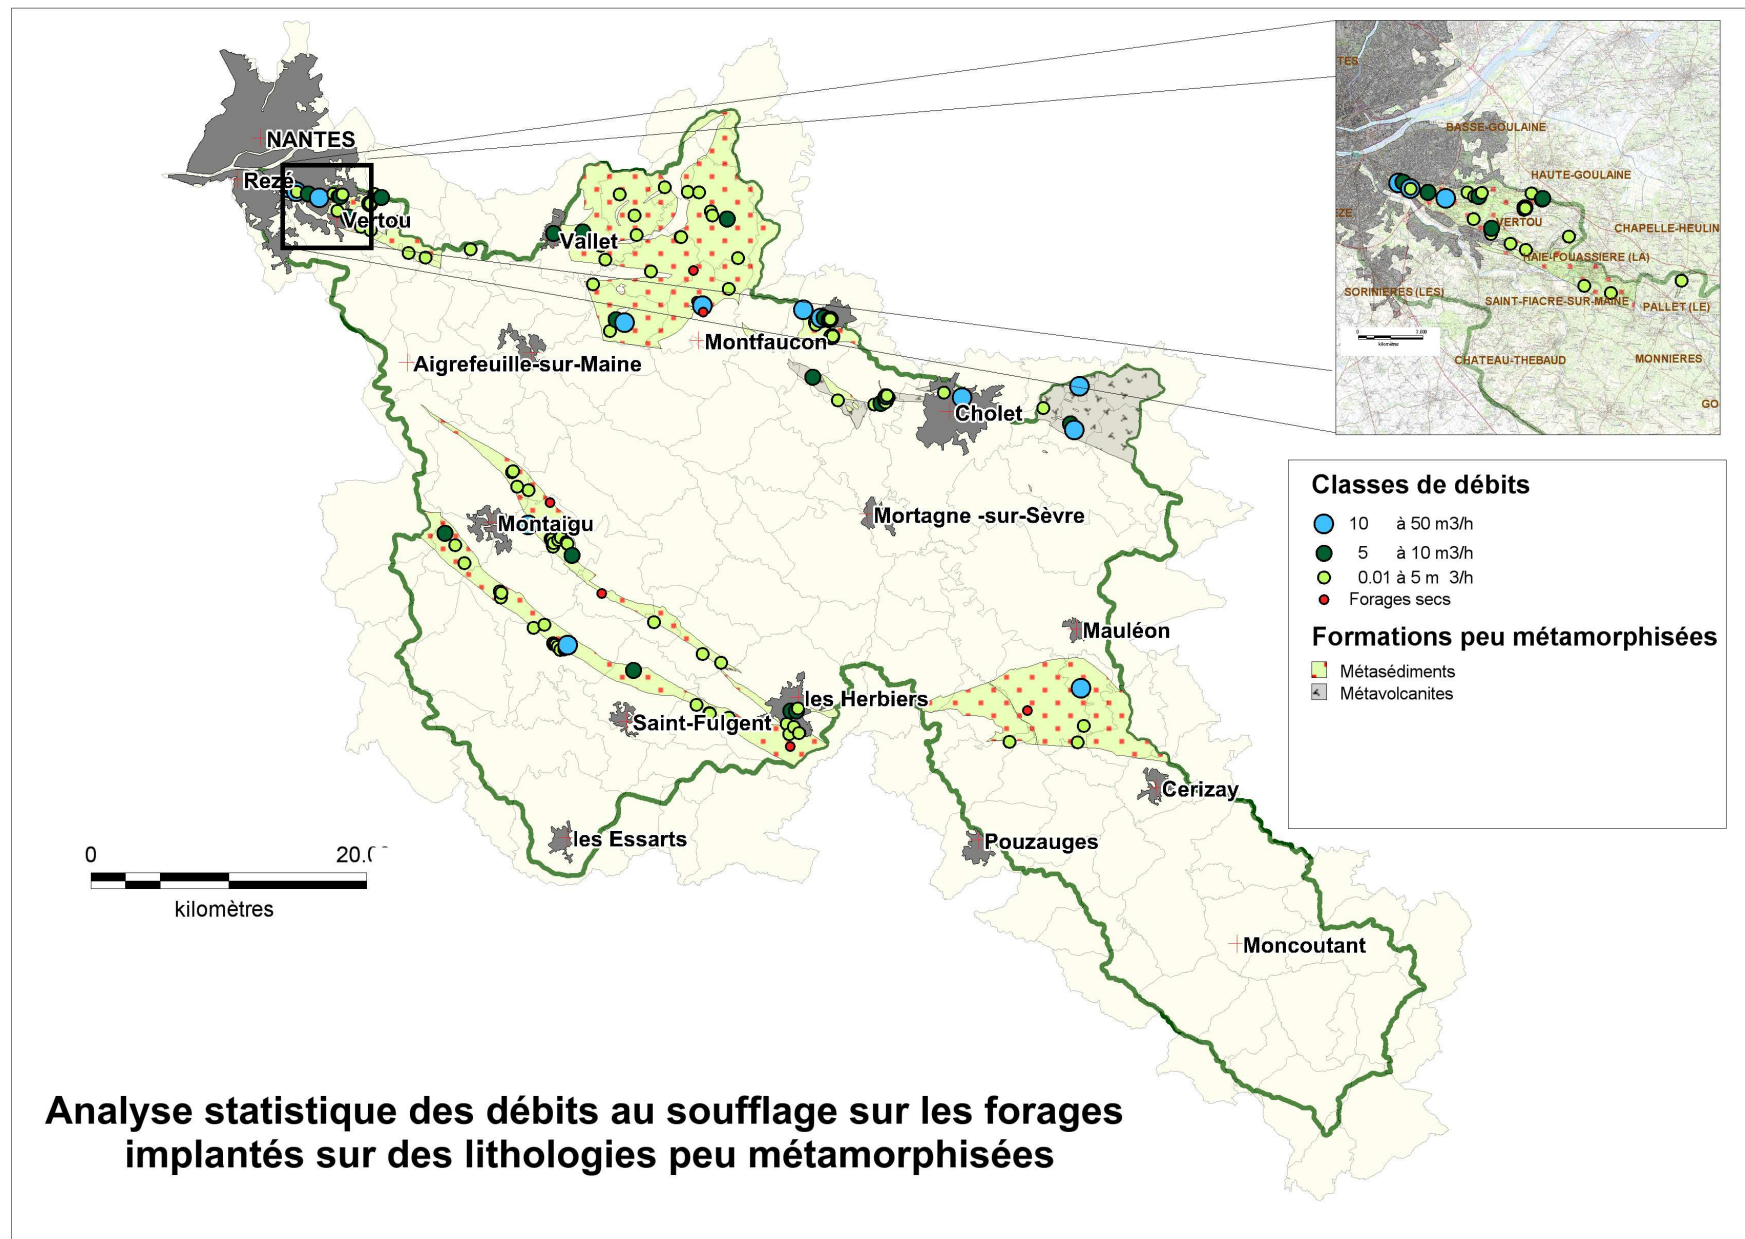 NANTES
Rezé
Vertou
Vallet
Montfaucon
Aigrefeuille-sur-Maine
Cholet
Montaigu
Mortagne -sur-Sèvre
Mauléon
les Herbiers
Saint-Fulgent
Cerizay
les Essarts
Pouzauges
Moncoutant
0
kilomètres
BASSE-GOULAINE
HAUTE-GOULAINE
VERTOU
CHAPELLE-HEULIN
HAIE-FOUASSIERE (LA)
SORINIERES (LES)
SAINT-FIACRE-SUR-MAINE
PALLET (LE)
CHATEAU-THEBAUD
MONNIERES
GO
kilomètres
Classes de débits
10 à 50 m3/h
5 à 10 m3/h
0.01 à 5 m 3/h
Forages secs
Formations peu métamorphisées
Métasédiments
Métavolcanites
Analyse statistique des débits au soufflage sur les forages
implantés sur des lithologies peu métamorphisées